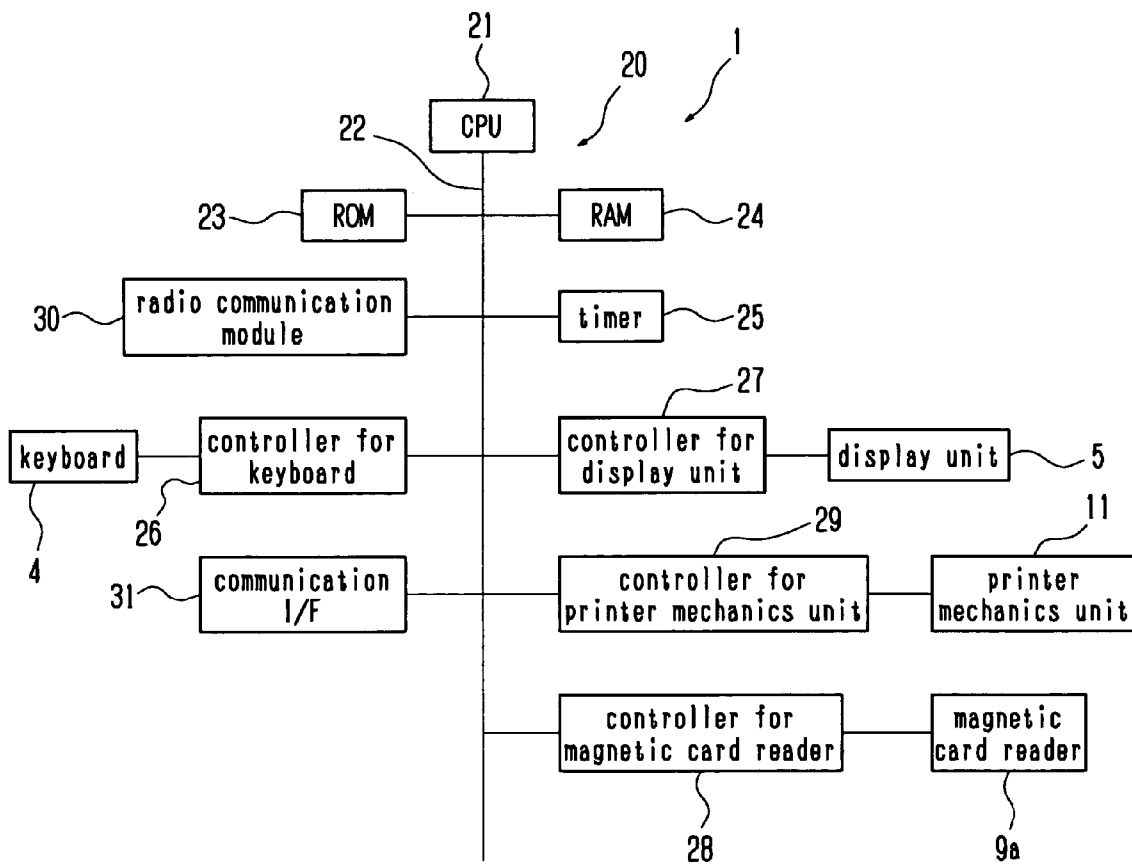 21
1
20
CPU
22
23
ROM
RAM
24
30
radio communication
module
timer
25
27
keyboard
controller for
keyboard
controller for
display unit
display unit
5
4
26
29
11
31
communication
I/F
controller for
printer mechanics unit
printer
mechanics unit
controller for
magnetic card reader
magnetic
card reader
28
9a